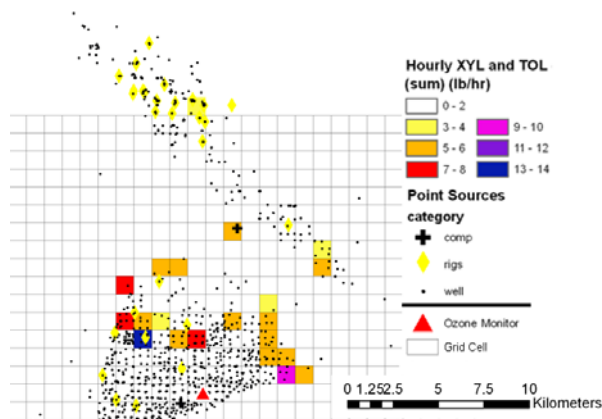 Hourly XYL and TOL
(sum) (lb/hr)
0 - 2
3 - 4
9 - 10
5 - 6
11 - 12
7 - 8
13 - 14
Point Sources
category
comp
rigs
well
Ozone Monitor
Grid Cell
0 1.252.5 5 7.5 10
Kilometers